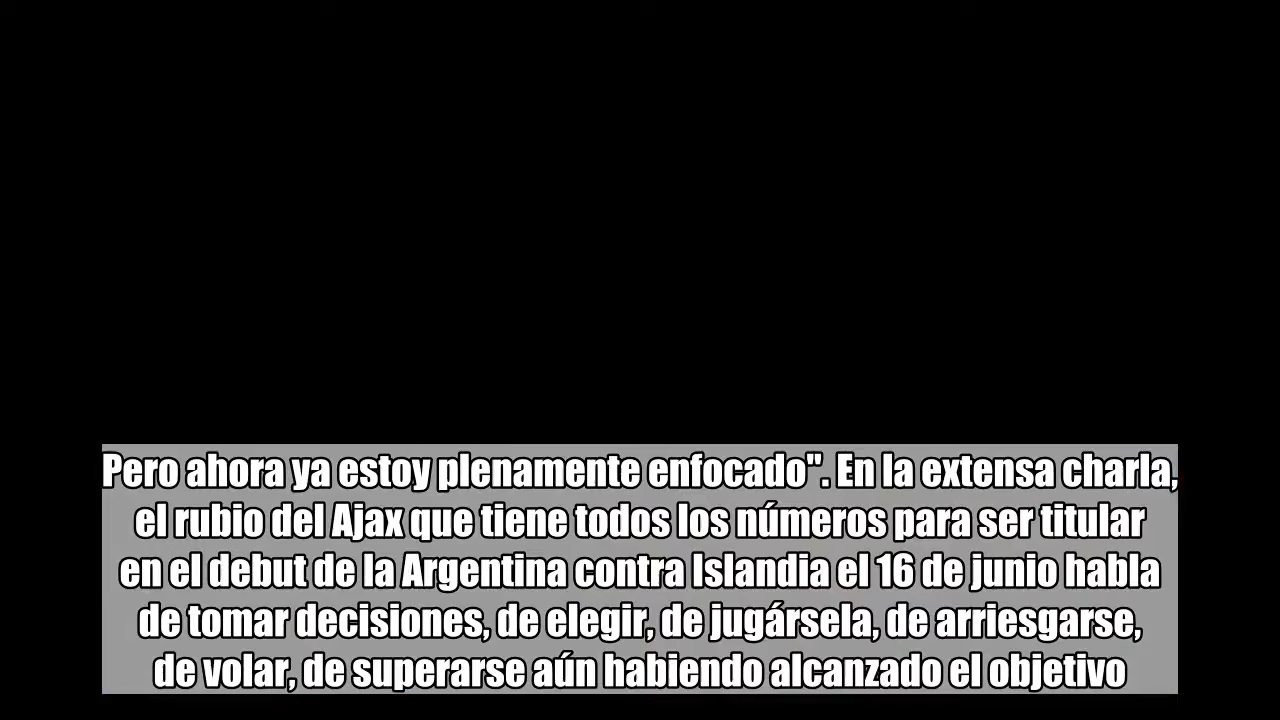 Pero ahora ya estoy plenamente enfocado". En la extensa charla,
el rubio del Ajax que tiene todos los números para ser titular
en el debut de la Argentina contra Islandia el 16 de junio habla
de tomar decisiones, de elegir, de jugársela, de arriesgarse,
de volar, de superarse aún habiendo alcanzado el objetivo